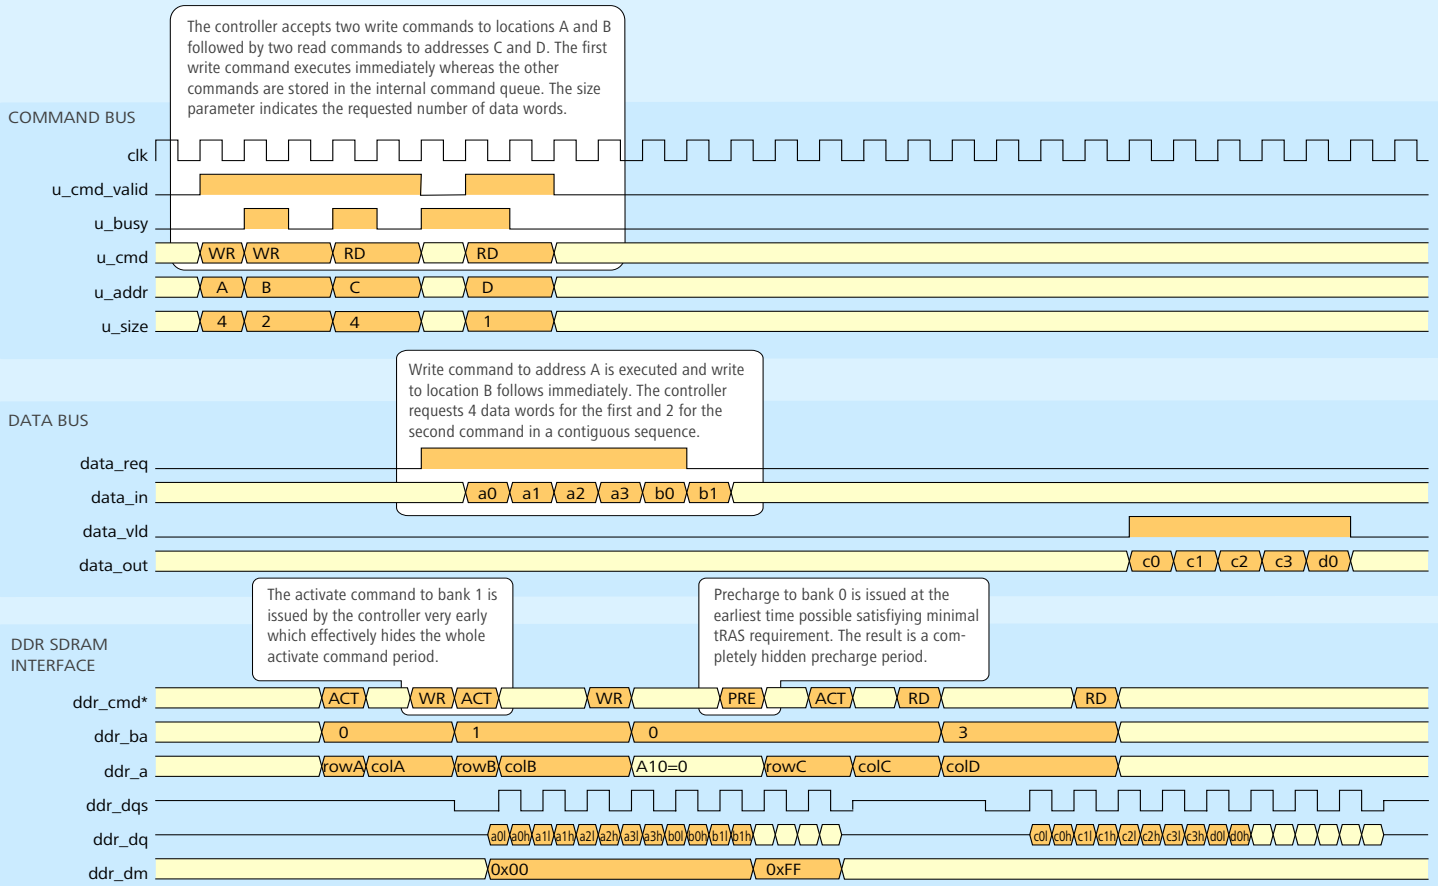 The controller accepts two write commands to locations A and B
followed by two read commands to addresses C and D. The first
write command executes immediately whereas the other
commands are stored in the internal command queue. The size
parameter indicates the requested number of data words.
COMMAND BUS
clk
u_cmd_valid
u_busy
u_cmd WR WR RD RD
u_addr A B C D
u_size 4 2 4 1
Write command to address A is executed and write
to location B follows immediately. The controller
requests 4 data words for the first and 2 for the
second command in a contiguous sequence.
DATA BUS
data_req
data_in a0 a1 a2 a3 b0 b1
data_vld
data_out c0 c1 c2 c3 d0
The activate command to bank 1 is
issued by the controller very early
which effectively hides the whole
activate command period.
Precharge to bank 0 is issued at the
earliest time possible satisfiying minimal
tRAS requirement. The result is a com-
pletely hidden precharge period.
DDR SDRAM
INTERFACE
ddr_cmd* ACT WR ACT WR PRE ACT RD RD
ddr_ba 0 1 0 3
ddr_a rowA colA rowB colB A10=0 rowC colC colD
ddr_dqs
ddr_dq a0l a0h a1l a1h a2l a2h a3l a3h b0l b0h b1l b1h c0l c0h c1l c1h c2l c2h c3l c3h d0l d0h
ddr_dm 0x00 0xFF